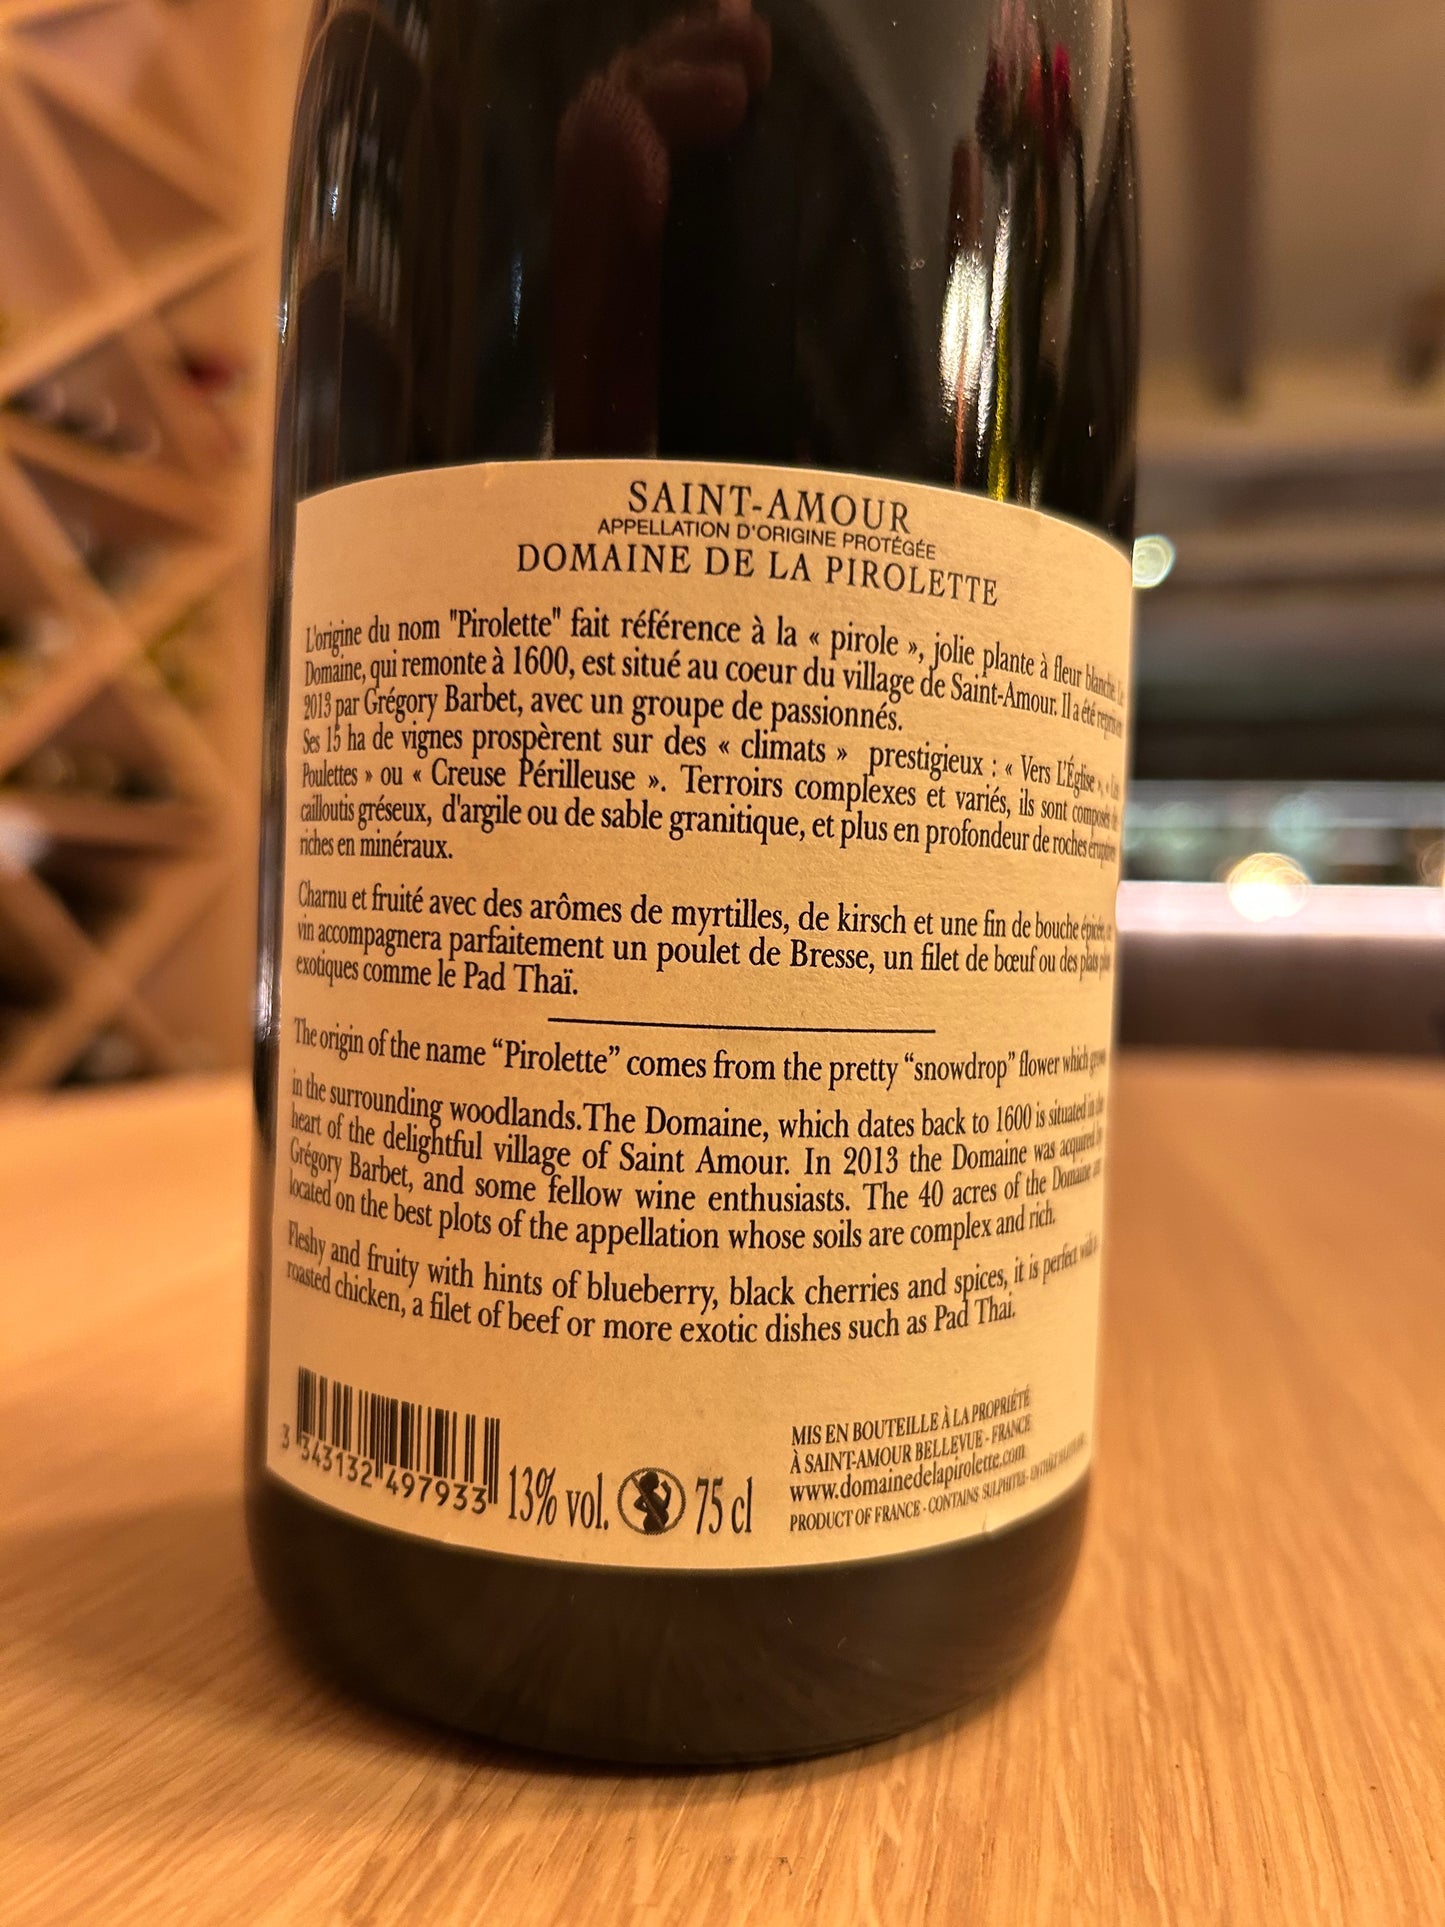 SAINT-AMOUR
APPELLATION D'ORIGINE PROTÉGÉE
DOMAINE DE LA PIROLETTE
L'origine du nom "Pirolette" fait référence à la « pirole », jolie plante à fleur blanche. Le
Domaine, qui remonte à 1600, est situé au coeur du village de Saint-Amour. Il a été repris en
2013 par Grégory Barbet, avec un groupe de passionnés.
Ses 15 ha de vignes prospèrent sur des « climats » prestigieux : « Vers L'Église »,
Poulettes » ou « Creuse Périlleuse ». Terroirs complexes et variés, ils sont composés de
cailloutis gréseux, d'argile ou de sable granitique, et plus en profondeur de roches éruptives
riches en minéraux.
Charnu et fruité avec des arômes de myrtilles, de kirsch et une fin de bouche épicée, ce
vin accompagnera parfaitement un poulet de Bresse, un filet de bœuf ou des plats plus
exotiques comme le Pad Thaï.
The origin of the name “Pirolette” comes from the pretty “snowdrop” flower which grows
in the surrounding woodlands.The Domaine, which dates back to 1600 is situated in the
heart of the delightful village of Saint Amour. In 2013 the Domaine was acquired by
Grégory Barbet, and some fellow wine enthusiasts. The 40 acres of the Domaine are
located on the best plots of the appellation whose soils are complex and rich.
Fleshy and fruity with hints of blueberry, black cherries and spices, it is perfect with a
roasted chicken, a filet of beef or more exotic dishes such as Pad Thai.
3 343132 497933
13% vol. 75 cl
MIS EN BOUTEILLE À LA PROPRIÉTÉ
À SAINT-AMOUR BELLEVUE - FRANCE
www.domainedelapirolette.com
PRODUCT OF FRANCE - CONTAINS SULPHITES